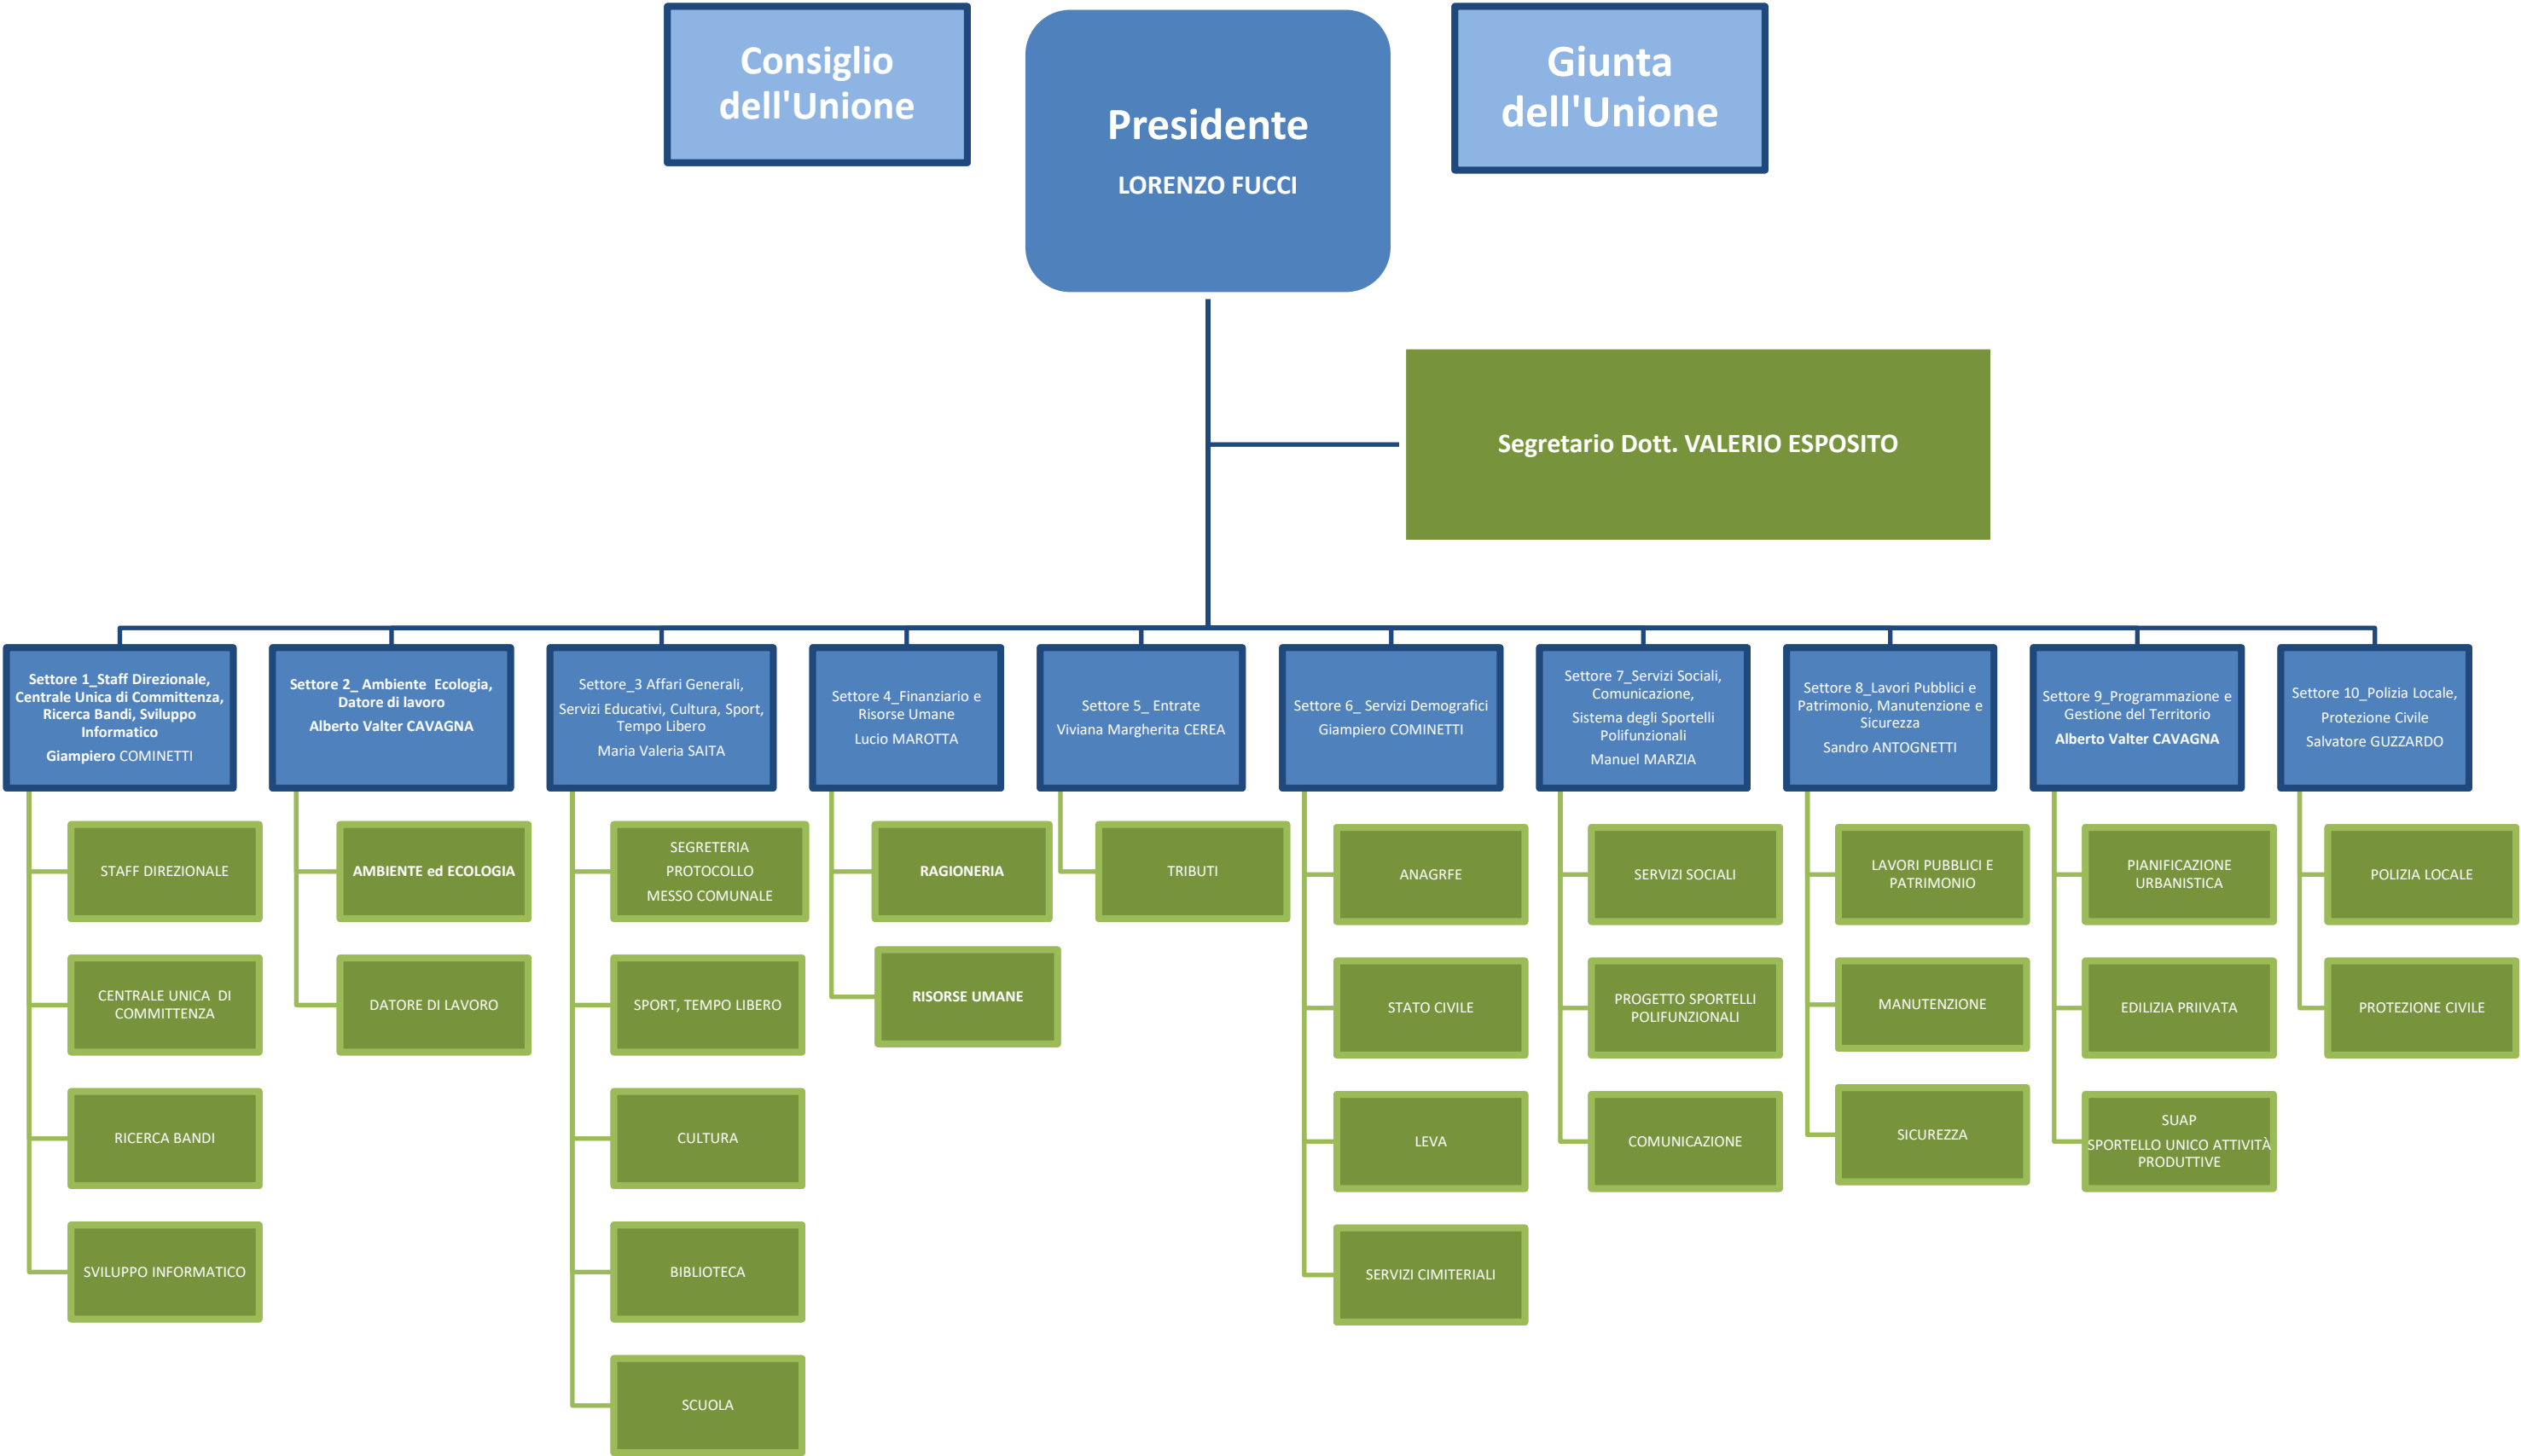 Consiglio
dell'Unione
Presidente
LORENZO FUCCI
Giunta
dell'Unione
Segretario Dott. VALERIO ESPOSITO
Settore 1_Staff Direzionale,
Centrale Unica di Committenza,
Ricerca Bandi, Sviluppo
Informatico
Giampiero COMINETTI
STAFF DIREZIONALE
CENTRALE UNICA DI
COMMITTENZA
RICERCA BANDI
SVILUPPO INFORMATICO
Settore 2_ Ambiente Ecologia,
Datore di lavoro
Alberto Valter CAVAGNA
AMBIENTE ed ECOLOGIA
DATORE DI LAVORO
Settore_3 Affari Generali,
Servizi Educativi, Cultura, Sport,
Tempo Libero
Maria Valeria SAITA
SEGRETERIA
PROTOCOLLO
MESSO COMUNALE
SPORT, TEMPO LIBERO
CULTURA
BIBLIOTECA
SCUOLA
Settore 4_Finanziario e
Risorse Umane
Lucio MAROTTA
RAGIONERIA
RISORSE UMANE
Settore 5_ Entrate
Viviana Margherita CEREA
TRIBUTI
Settore 6_ Servizi Demografici
Giampiero COMINETTI
ANAGRFE
STATO CIVILE
LEVA
SERVIZI CIMITERIALI
Settore 7_Servizi Sociali,
Comunicazione,
Sistema degli Sportelli
Polifunzionali
Manuel MARZIA
SERVIZI SOCIALI
PROGETTO SPORTELLI
POLIFUNZIONALI
COMUNICAZIONE
Settore 8_Lavori Pubblici e
Patrimonio, Manutenzione e
Sicurezza
Sandro ANTOGNETTI
LAVORI PUBBLICI E
PATRIMONIO
MANUTENZIONE
SICUREZZA
Settore 9_Programmazione e
Gestione del Territorio
Alberto Valter CAVAGNA
PIANIFICAZIONE
URBANISTICA
EDILIZIA PRIIVATA
SUAP
SPORTELLO UNICO ATTIVITÀ
PRODUTTIVE
Settore 10_Polizia Locale,
Protezione Civile
Salvatore GUZZARDO
POLIZIA LOCALE
PROTEZIONE CIVILE